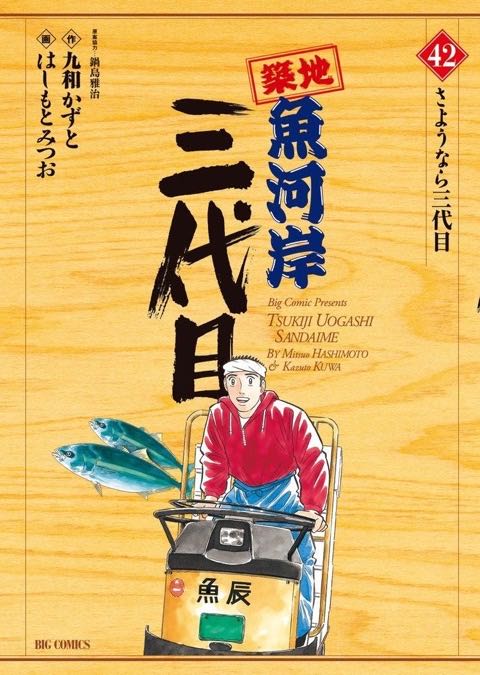 42
さようなら三代目
築地
魚河岸
三代目
原案協力…鍋島雅治
作 九和かずと
画 はしもとみつお
Big Comic Presents
TSUKIJI UOGASHI
SANDAIME
BY Mitsuo HASHIMOTO
& Kazuto KUWA
魚辰
BIG COMICS